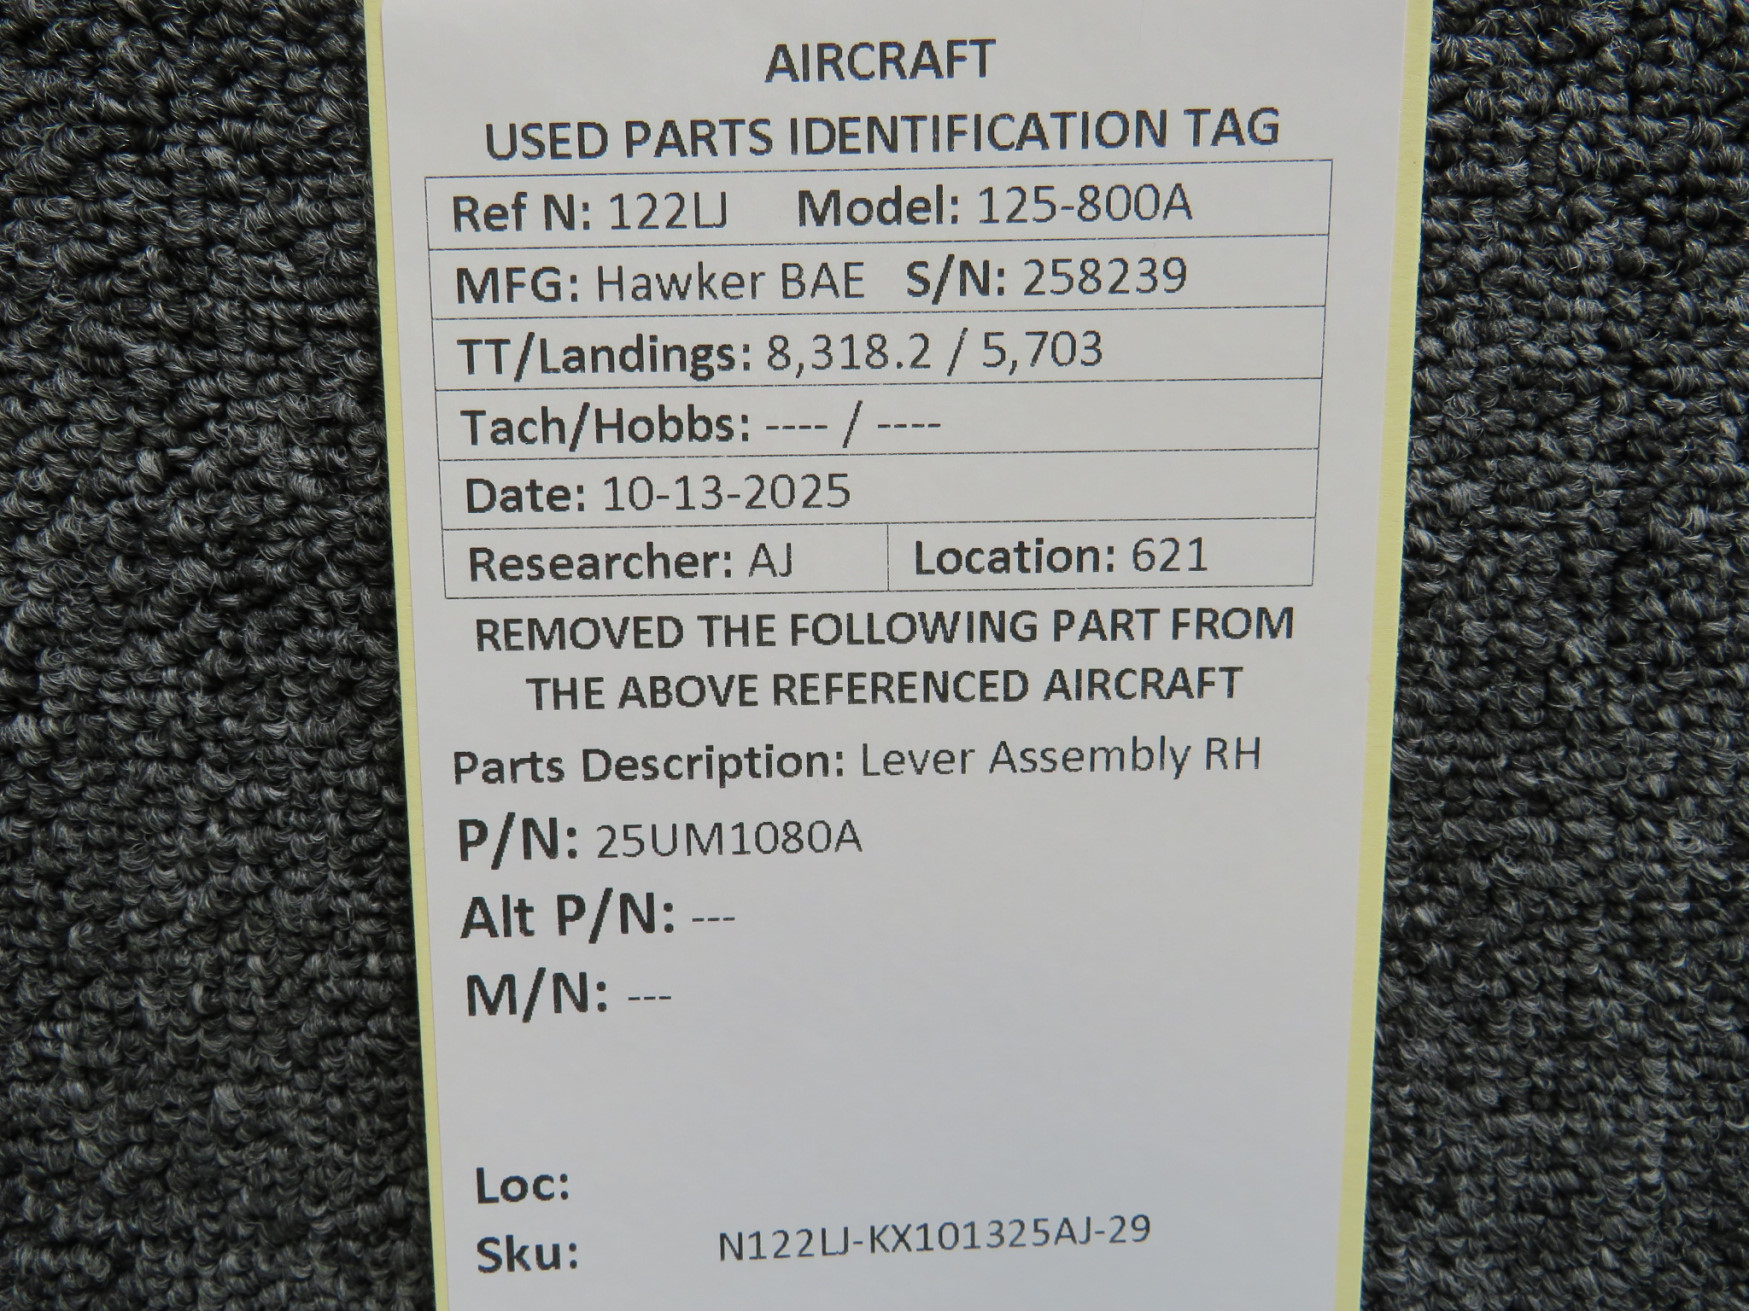 AIRCRAFT
USED PARTS IDENTIFICATION TAG
Ref N: 122LJ Model: 125-800A
MFG: Hawker BAE S/N: 258239
TT/Landings: 8,318.2 / 5,703
Tach/Hobbs: ---- / ----
Date: 10-13-2025
Researcher: AJ Location: 621
REMOVED THE FOLLOWING PART FROM
THE ABOVE REFERENCED AIRCRAFT
Parts Description: Lever Assembly RH
P/N: 25UM1080A
Alt P/N: ---
M/N: ---
Loc:
Sku: N122LJ-KX101325AJ-29